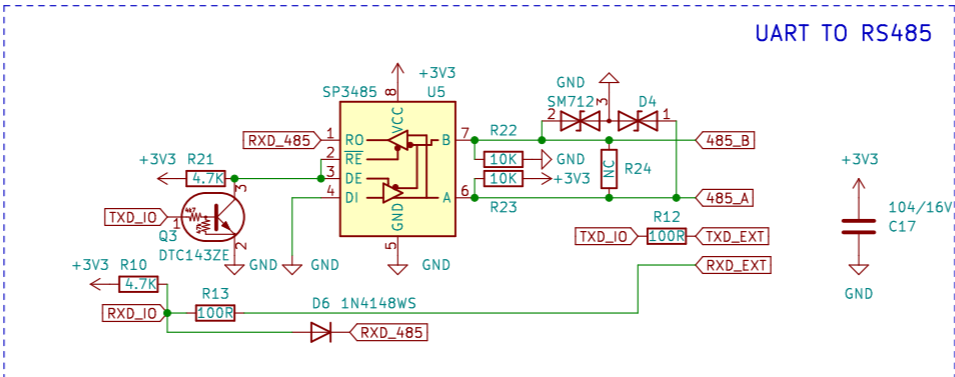 UART TO RS485
+3V3
GND
SP3485
U5
SM712
D4
8
VCC
2
3
1
RXD_485
1
RO
B
7
R22
485_B
2
RE
10K
GND
+3V3
R21
4.7K
3
3
DE
10K
+3V3
NC
R24
+3V3
4
DI
A
6
R23
485_A
TXD_IO
1
4k7
4k7
GND
5
TXD_IO
R12
100R
TXD_EXT
104/16V
C17
Q3
DTC143ZE
2
GND
GND
GND
RXD_EXT
GND
+3V3
R10
4.7K
RXD_IO
R13
100R
D6 1N4148WS
RXD_485